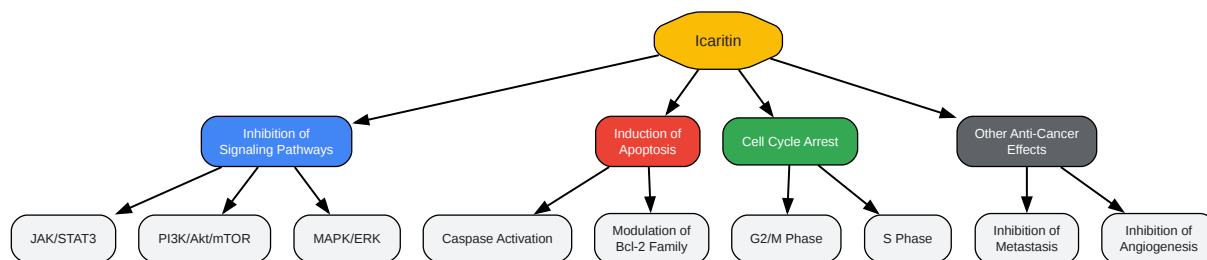 Icaritin
Inhibition of
Signaling Pathways
Induction of
Apoptosis
Cell Cycle Arrest
Other Anti-Cancer
Effects
JAK/STAT3
PI3K/Akt/mTOR
MAPK/ERK
Caspase Activation
Modulation of
Bcl-2 Family
G2/M Phase
S Phase
Inhibition of
Metastasis
Inhibition of
Angiogenesis